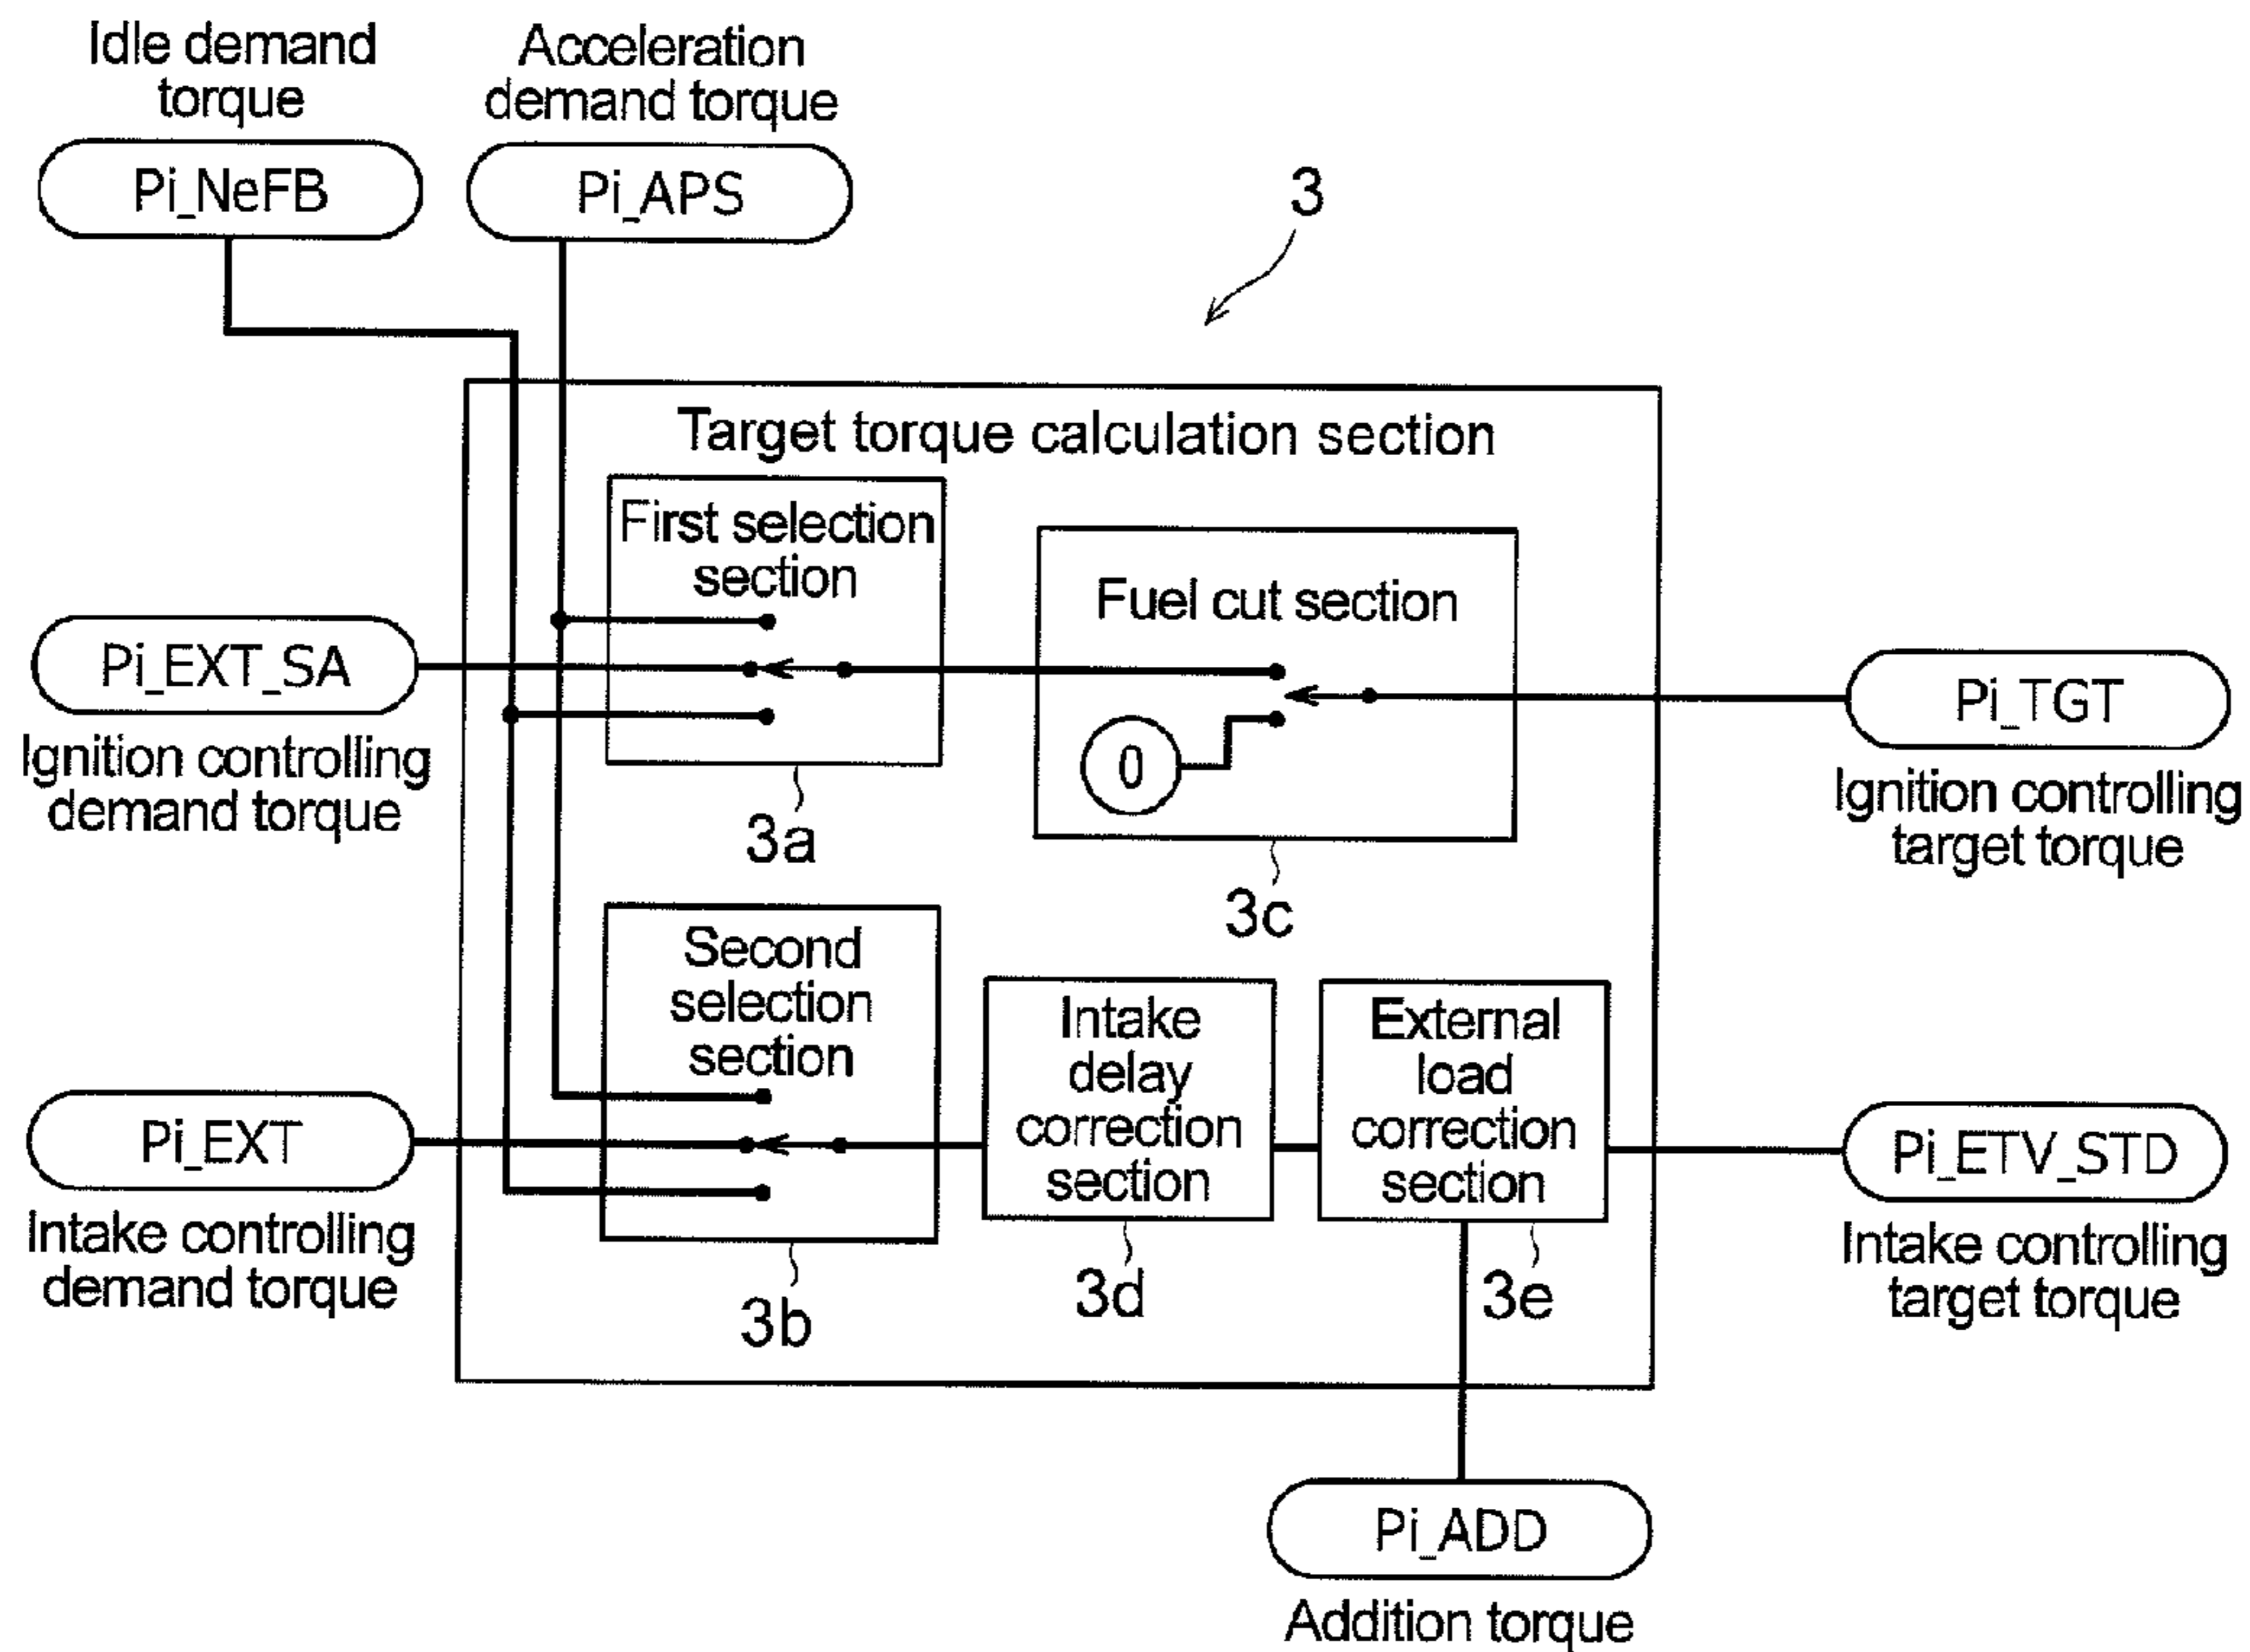 Idle demand
torque
Acceleration
demand torque
Pi_NeFB
Pi_APS
3
Target torque calculation section
First selection
section
Fuel cut section
Pi_EXT_SA
Ignition controlling
demand torque
0
Pi_TGT
Ignition controlling
target torque
3a
3c
Second
selection
section
Intake
delay
correction
section
External
load
correction
section
Pi_EXT
Intake controlling
demand torque
Pi_ETV_STD
Intake controlling
target torque
3b
3d
3e
Pi_ADD
Addition torque